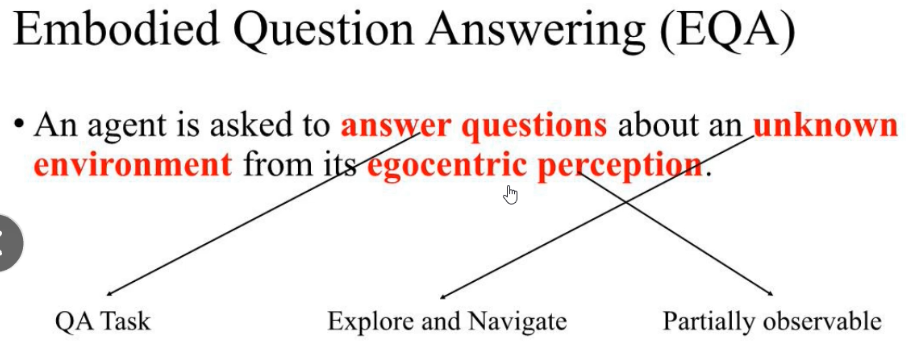 Embodied Question Answering (EQA)
• An agent is asked to answer questions about an unknown
environment from its egocentric perception.
QA Task
Explore and Navigate
Partially observable